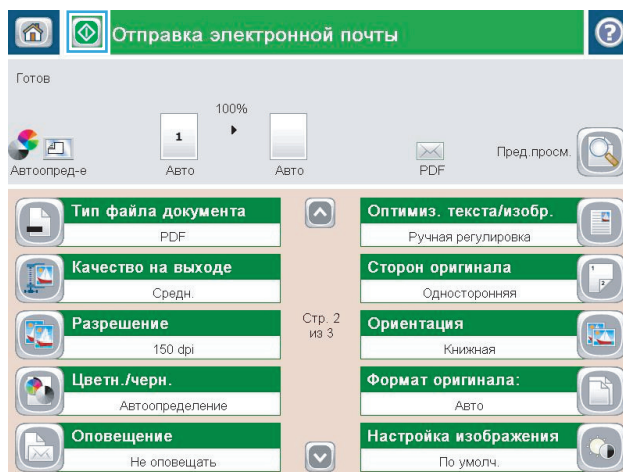 Отправка электронной почты
?
Готов
100%
1
Автоопред-е
Авто
Авто
PDF
Пред.просм.
Тип файла документа
PDF
Качество на выходе
Средн.
Разрешение
150 dpi
Цветн./черн.
Автоопределение
Оповещение
Не оповещать
Стр. 2
из 3
Оптимиз. текста/изобр.
Ручная регулировка
Сторон оригинала
Односторонняя
Ориентация
Книжная
Формат оригинала:
Авто
Настройка изображения
По умолч.